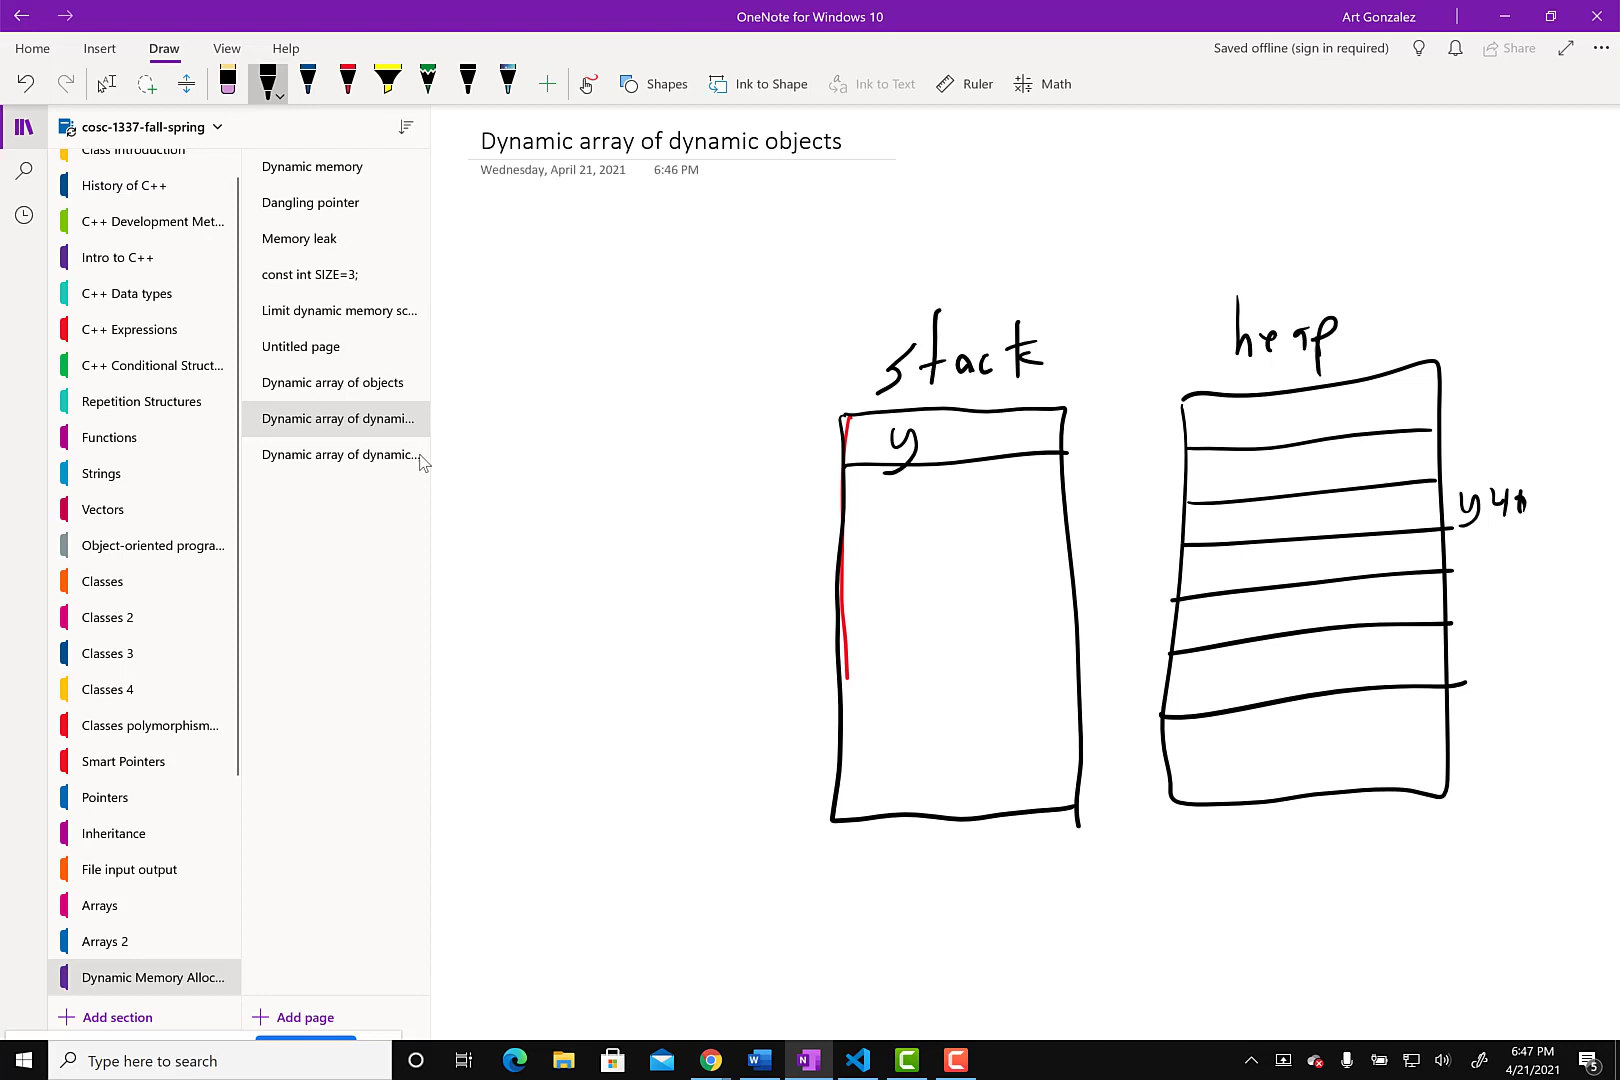 OneNote for Windows 10
Art Gonzalez
Home Insert Draw View Help
Saved offline (sign in required) Share
Shapes Ink to Shape Ink to Text Ruler Math
cosc-1337-fall-spring
Class Introduction
History of C++
C++ Development Met...
Intro to C++
C++ Data types
C++ Expressions
C++ Conditional Struct...
Repetition Structures
Functions
Strings
Vectors
Object-oriented progra...
Classes
Classes 2
Classes 3
Classes 4
Classes polymorphism...
Smart Pointers
Pointers
Inheritance
File input output
Arrays
Arrays 2
Dynamic Memory Alloc...
Add section
Dynamic memory
Dangling pointer
Memory leak
const int SIZE=3;
Limit dynamic memory sc...
Untitled page
Dynamic array of objects
Dynamic array of dynami...
Dynamic array of dynamic...
Add page
Dynamic array of dynamic objects
Wednesday, April 21, 2021 6:46 PM
stack
heap
y
Type here to search
6:47 PM
4/21/2021
5